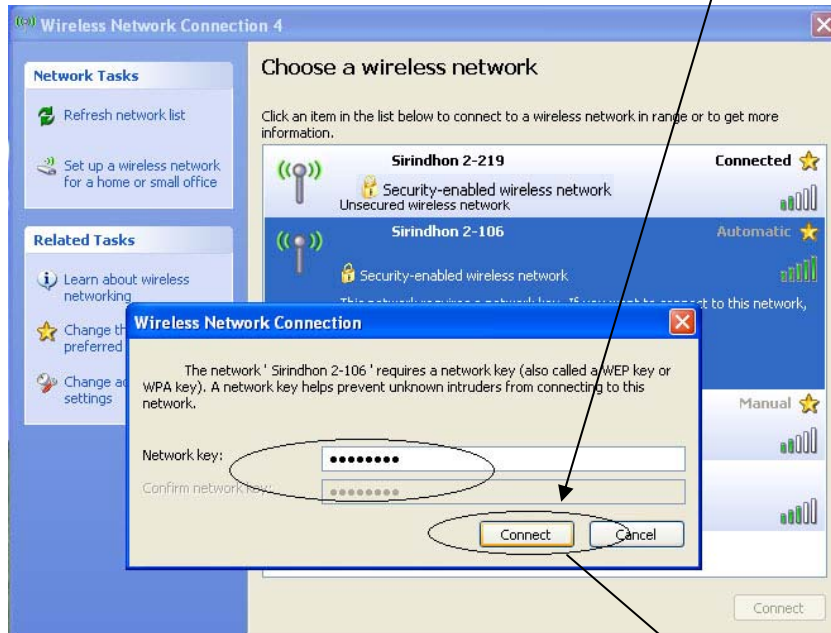 Wireless Network Connection 4
Network Tasks
Refresh network list
Set up a wireless network
for a home or small office
Related Tasks
Learn about wireless
networking
Change th
preferred
Change ad
settings
Choose a wireless network
Click an item in the list below to connect to a wireless network in range or to get more
information.
Sirindhon 2-219
Connected
Security-enabled wireless network
Unsecured wireless network
Sirindhon 2-106
Automatic
Security-enabled wireless network
This network requires a network key. If you want to connect to this network,
Manual
Connect
Wireless Network Connection
The network ' Sirindhon 2-106 ' requires a network key (also called a WEP key or
WPA key). A network key helps prevent unknown intruders from connecting to this
network.
Network key:
••••••••
Confirm network key:
••••••••
Connect
Cancel